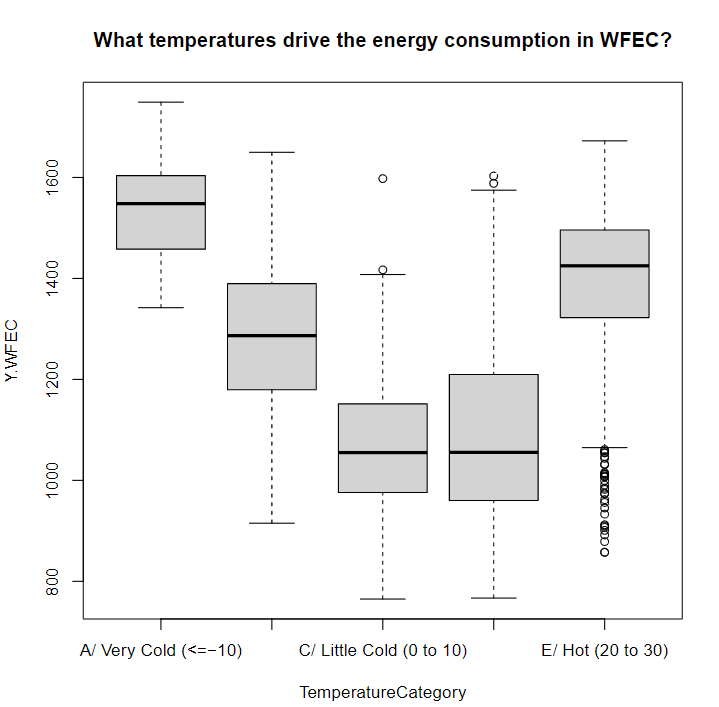 What temperatures drive the energy consumption in WFEC?
Y.WFEC
1600
1400
1200
1000
800
A/ Very Cold (<=−10)
C/ Little Cold (0 to 10)
E/ Hot (20 to 30)
TemperatureCategory